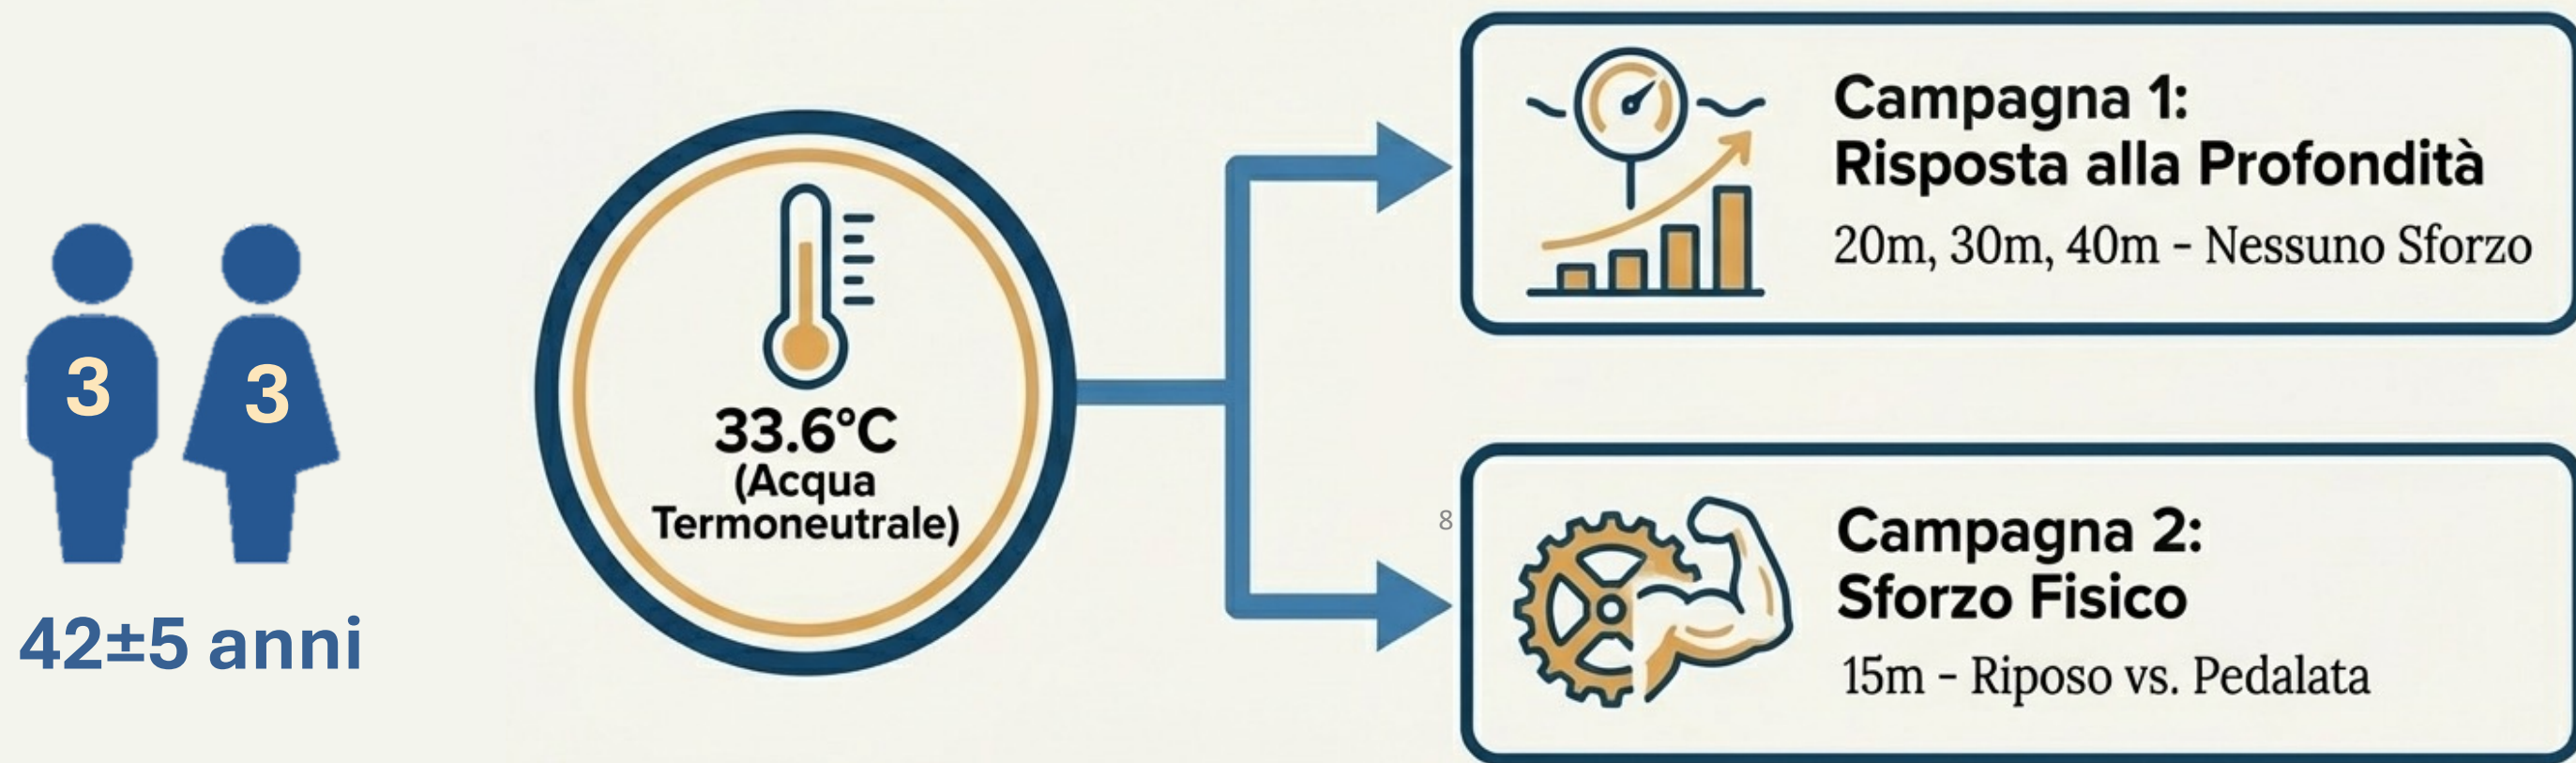 3
3
42±5 anni
33.6°C
(Acqua
Termoneutrale)
Campagna 1:
Risposta alla Profondità
20m, 30m, 40m - Nessuno Sforzo
8
Campagna 2:
Sforzo Fisico
15m - Riposo vs. Pedalata